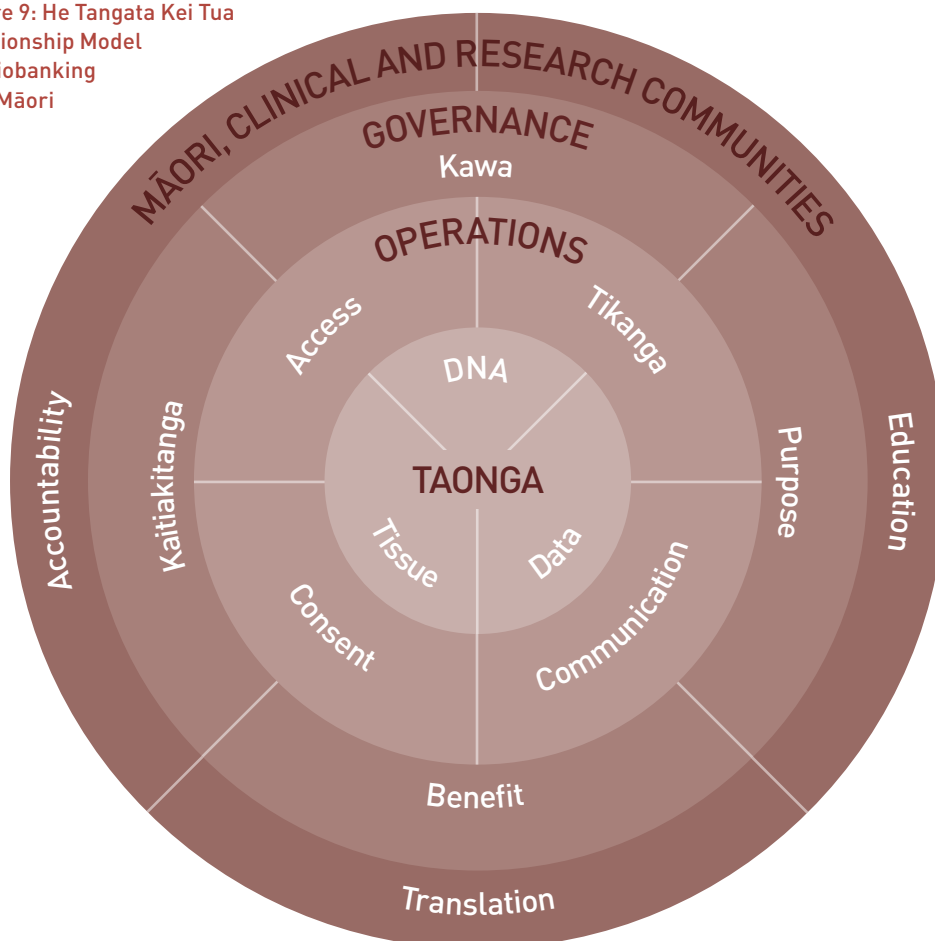 re 9: He Tangata Kei Tua
ionship Model
iobanking
Māori
MĀORI, CLINICAL AND RESEARCH COMMUNITIES
GOVERNANCE
Kawa
OPERATIONS
Access
Tikanga
DNA
TAONGA
Tissue
Data
Accountability
Kaitiakitanga
Purpose
Education
Consent
Communication
Benefit
Translation